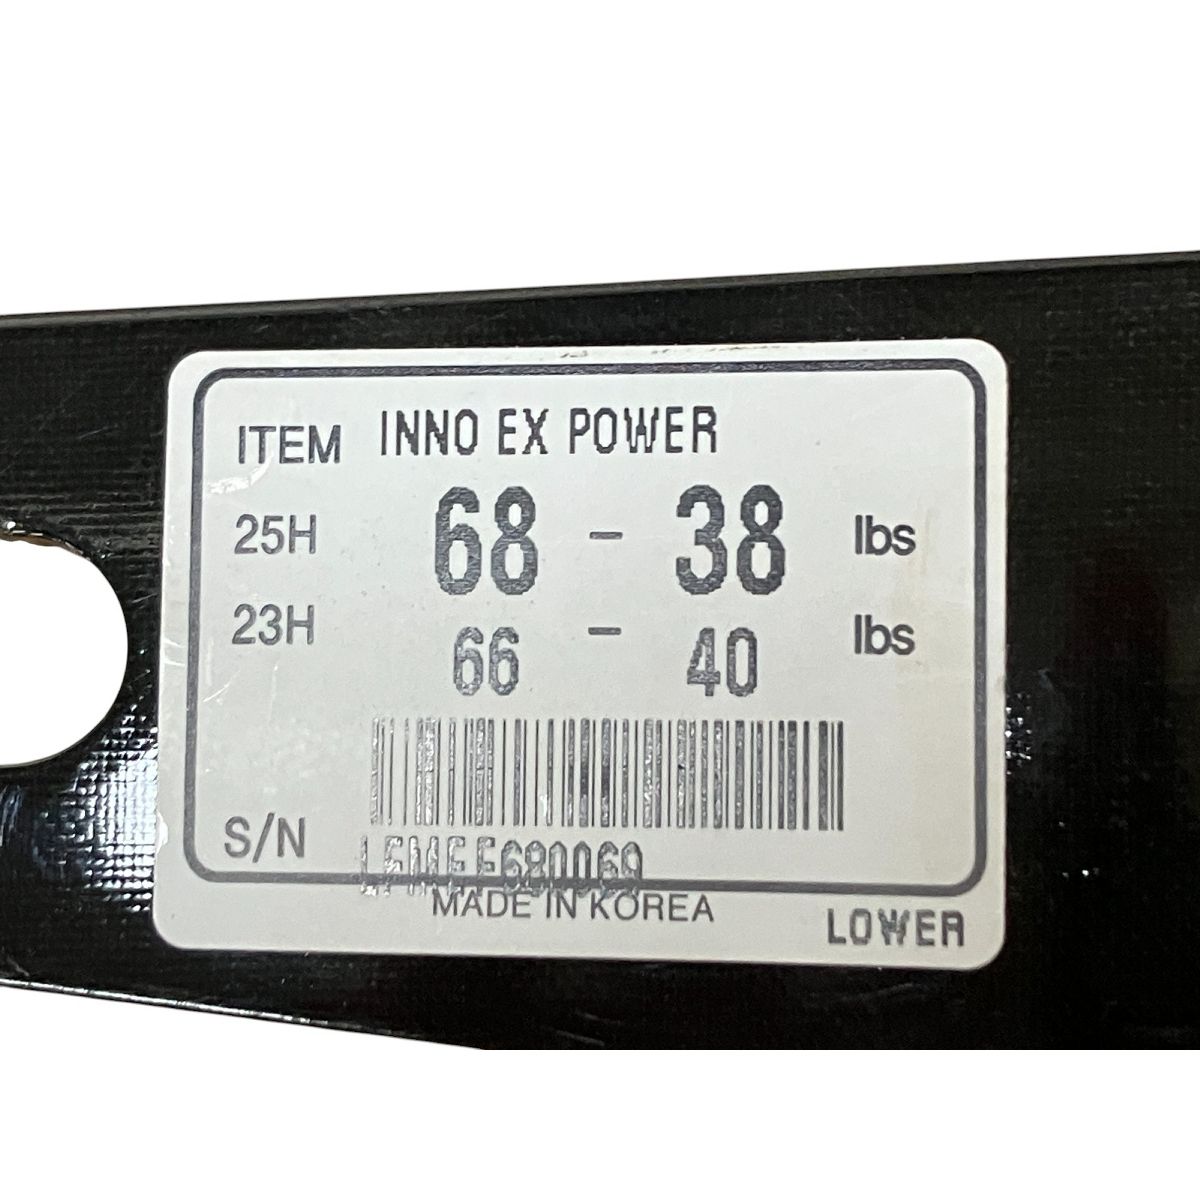 ITEM INNO EX POWER
25H 68 - 38 lbs
23H 66 - 40 lbs
S/N
MADE IN KOREA
LOWER